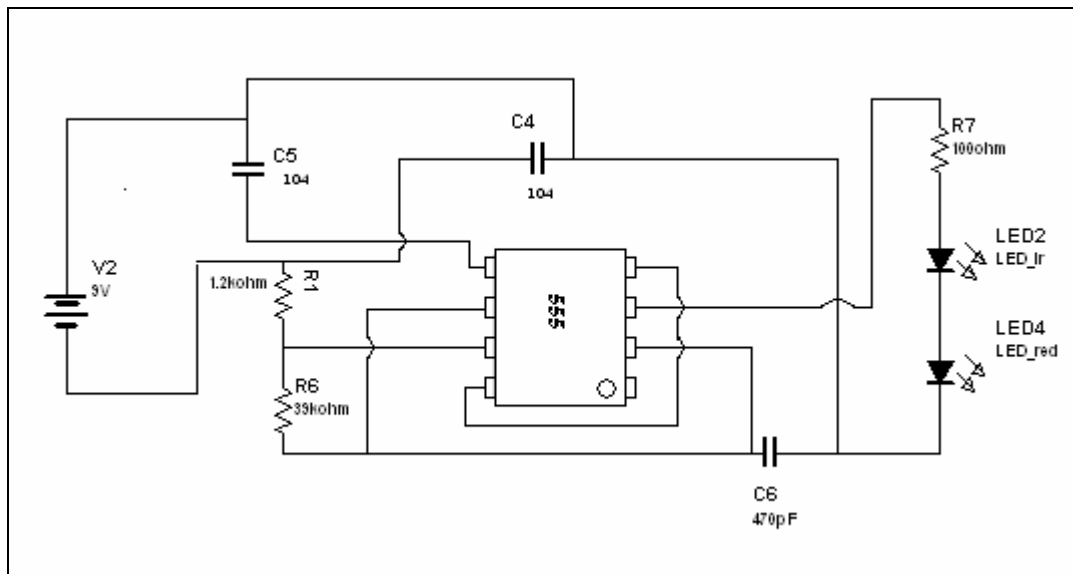 C4
104
C5
104
R7
100ohm
V2
9V
1.2kohm
R1
555
LED2
LED_Ir
LED4
LED_red
R6
39kohm
C6
470pF